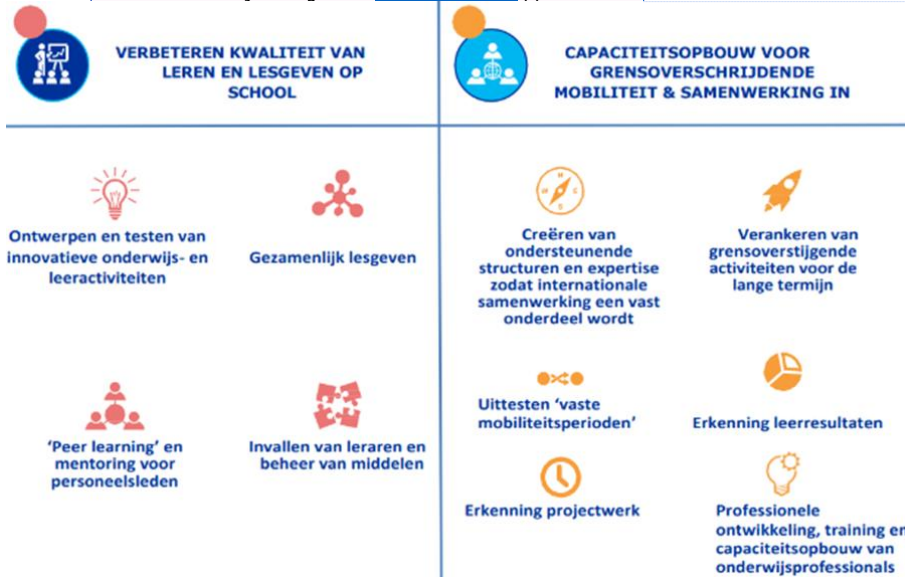 VERBETEREN KWALITEIT VAN
LEREN EN LESGEVEN OP
SCHOOL
CAPACITEITSOPBOUW VOOR
GRENSOVERSCHRIJDENDE
MOBILITEIT & SAMENWERKING IN
Ontwerpen en testen van
innovatieve onderwijs- en
leeractiviteiten
Gezamenlijk lesgeven
Creëren van
ondersteunende
structuren en expertise
zodat internationale
samenwerking een vast
onderdeel wordt
Verankeren van
grensoverstijgende
activiteiten voor de
lange termijn
'Peer learning' en
mentoring voor
personeelsleden
Invallen van leraren en
beheer van middelen
Uittesten 'vaste
mobiliteitsperioden'
Erkenning leerresultaten
Erkenning projectwerk
Professionele
ontwikkeling, training en
capaciteitsopbouw van
onderwijsprofessionals